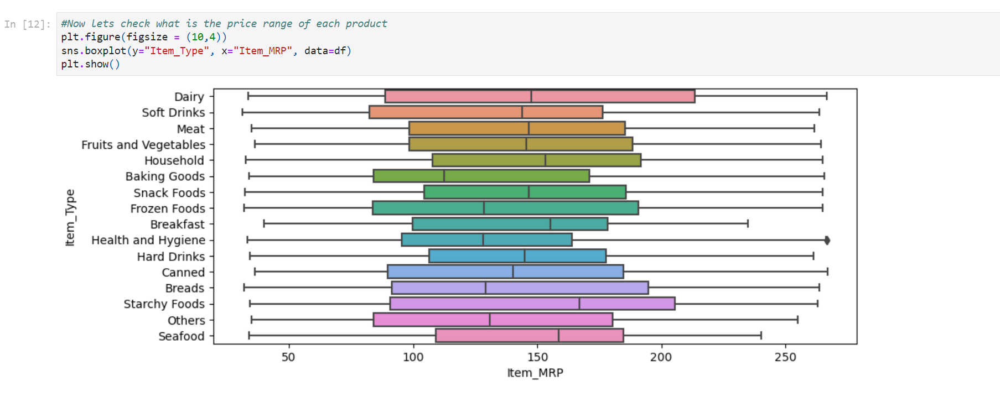 In [12]:
#Now lets check what is the price range of each product
plt.figure(figsize = (10,4))
sns.boxplot(y="Item_Type", x="Item_MRP", data=df)
plt.show()
Item_Type
Dairy
Soft Drinks
Meat
Fruits and Vegetables
Household
Baking Goods
Snack Foods
Frozen Foods
Breakfast
Health and Hygiene
Hard Drinks
Canned
Breads
Starchy Foods
Others
Seafood
50 100 150 200 250
Item_MRP